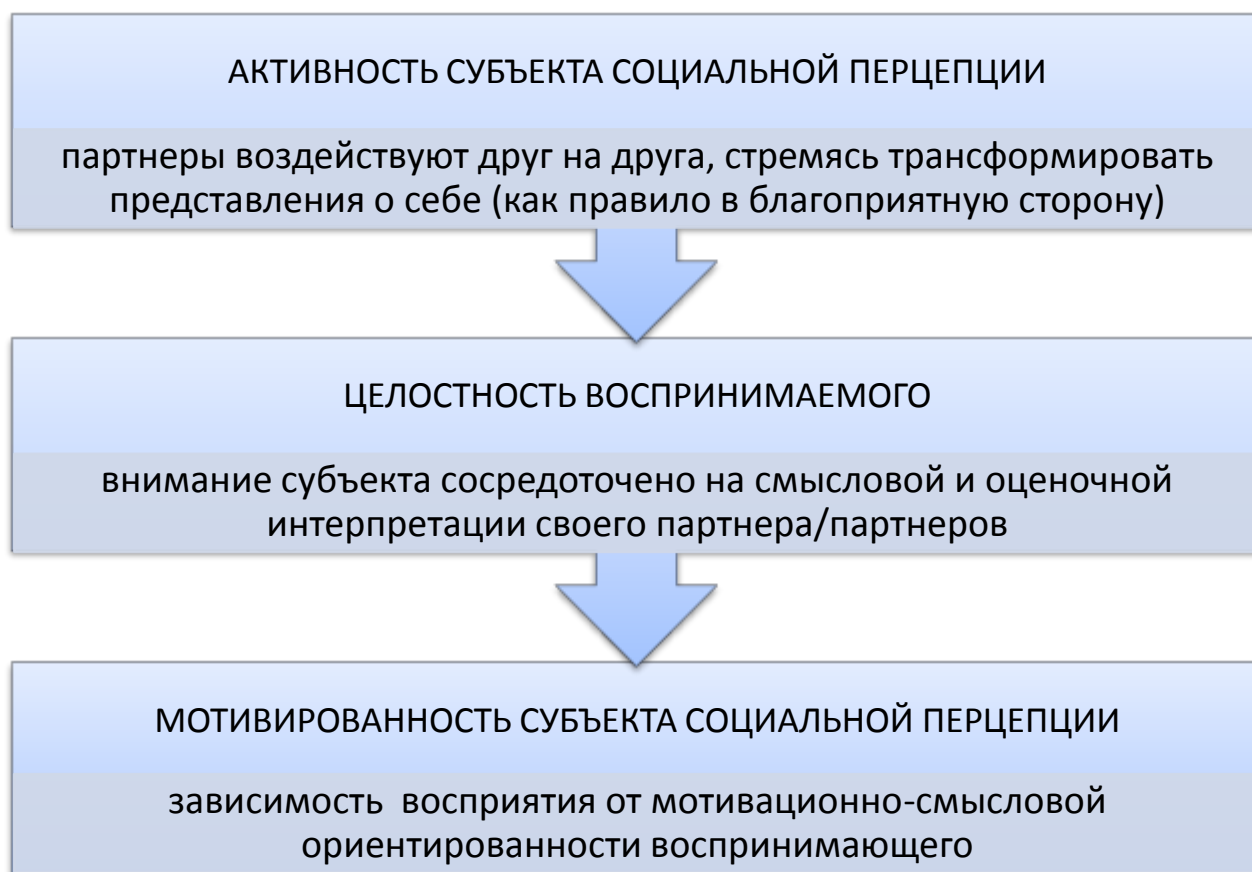 АКТИВНОСТЬ СУБЪЕКТА СОЦИАЛЬНОЙ ПЕРЦЕПЦИИ
партнеры воздействуют друг на друга, стремясь трансформировать
представления о себе (как правило в благоприятную сторону)
ЦЕЛОСТНОСТЬ ВОСПРИНИМАЕМОГО
внимание субъекта сосредоточено на смысловой и оценочной
интерпретации своего партнера/партнеров
МОТИВИРОВАННОСТЬ СУБЪЕКТА СОЦИАЛЬНОЙ ПЕРЦЕПЦИИ
зависимость восприятия от мотивационно-смысловой
ориентированности воспринимающего